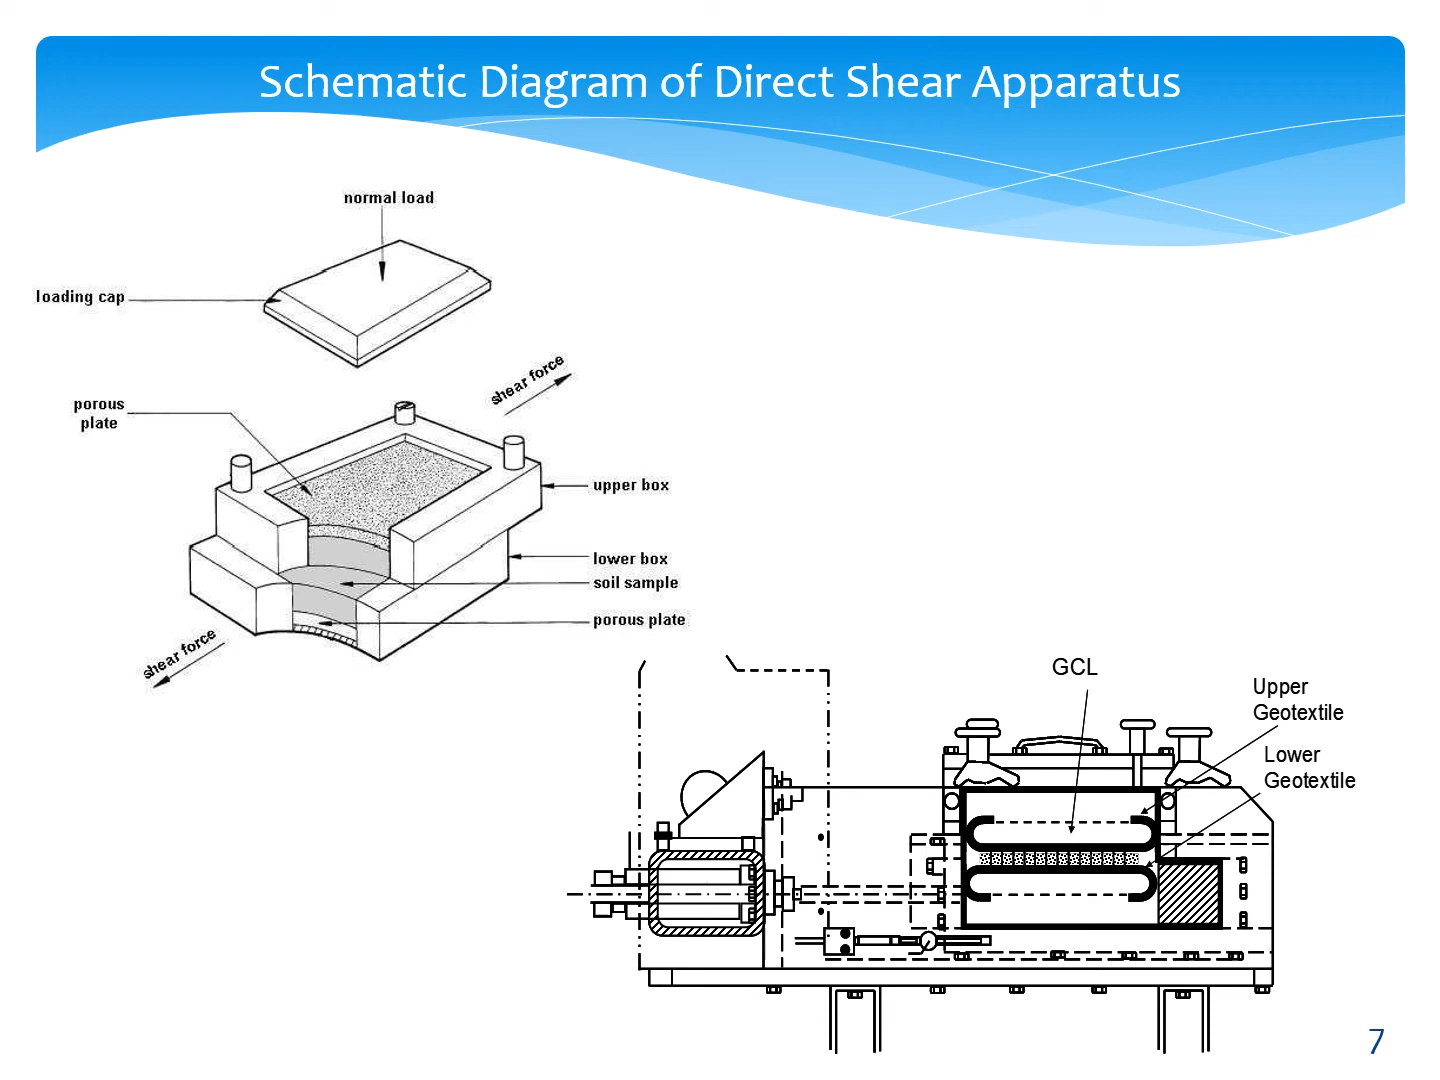 Schematic Diagram of Direct Shear Apparatus
normal load
loading cap
shear force
porous
plate
upper box
lower box
soil sample
porous plate
shear force
GCL
Upper
Geotextile
Lower
Geotextile
7